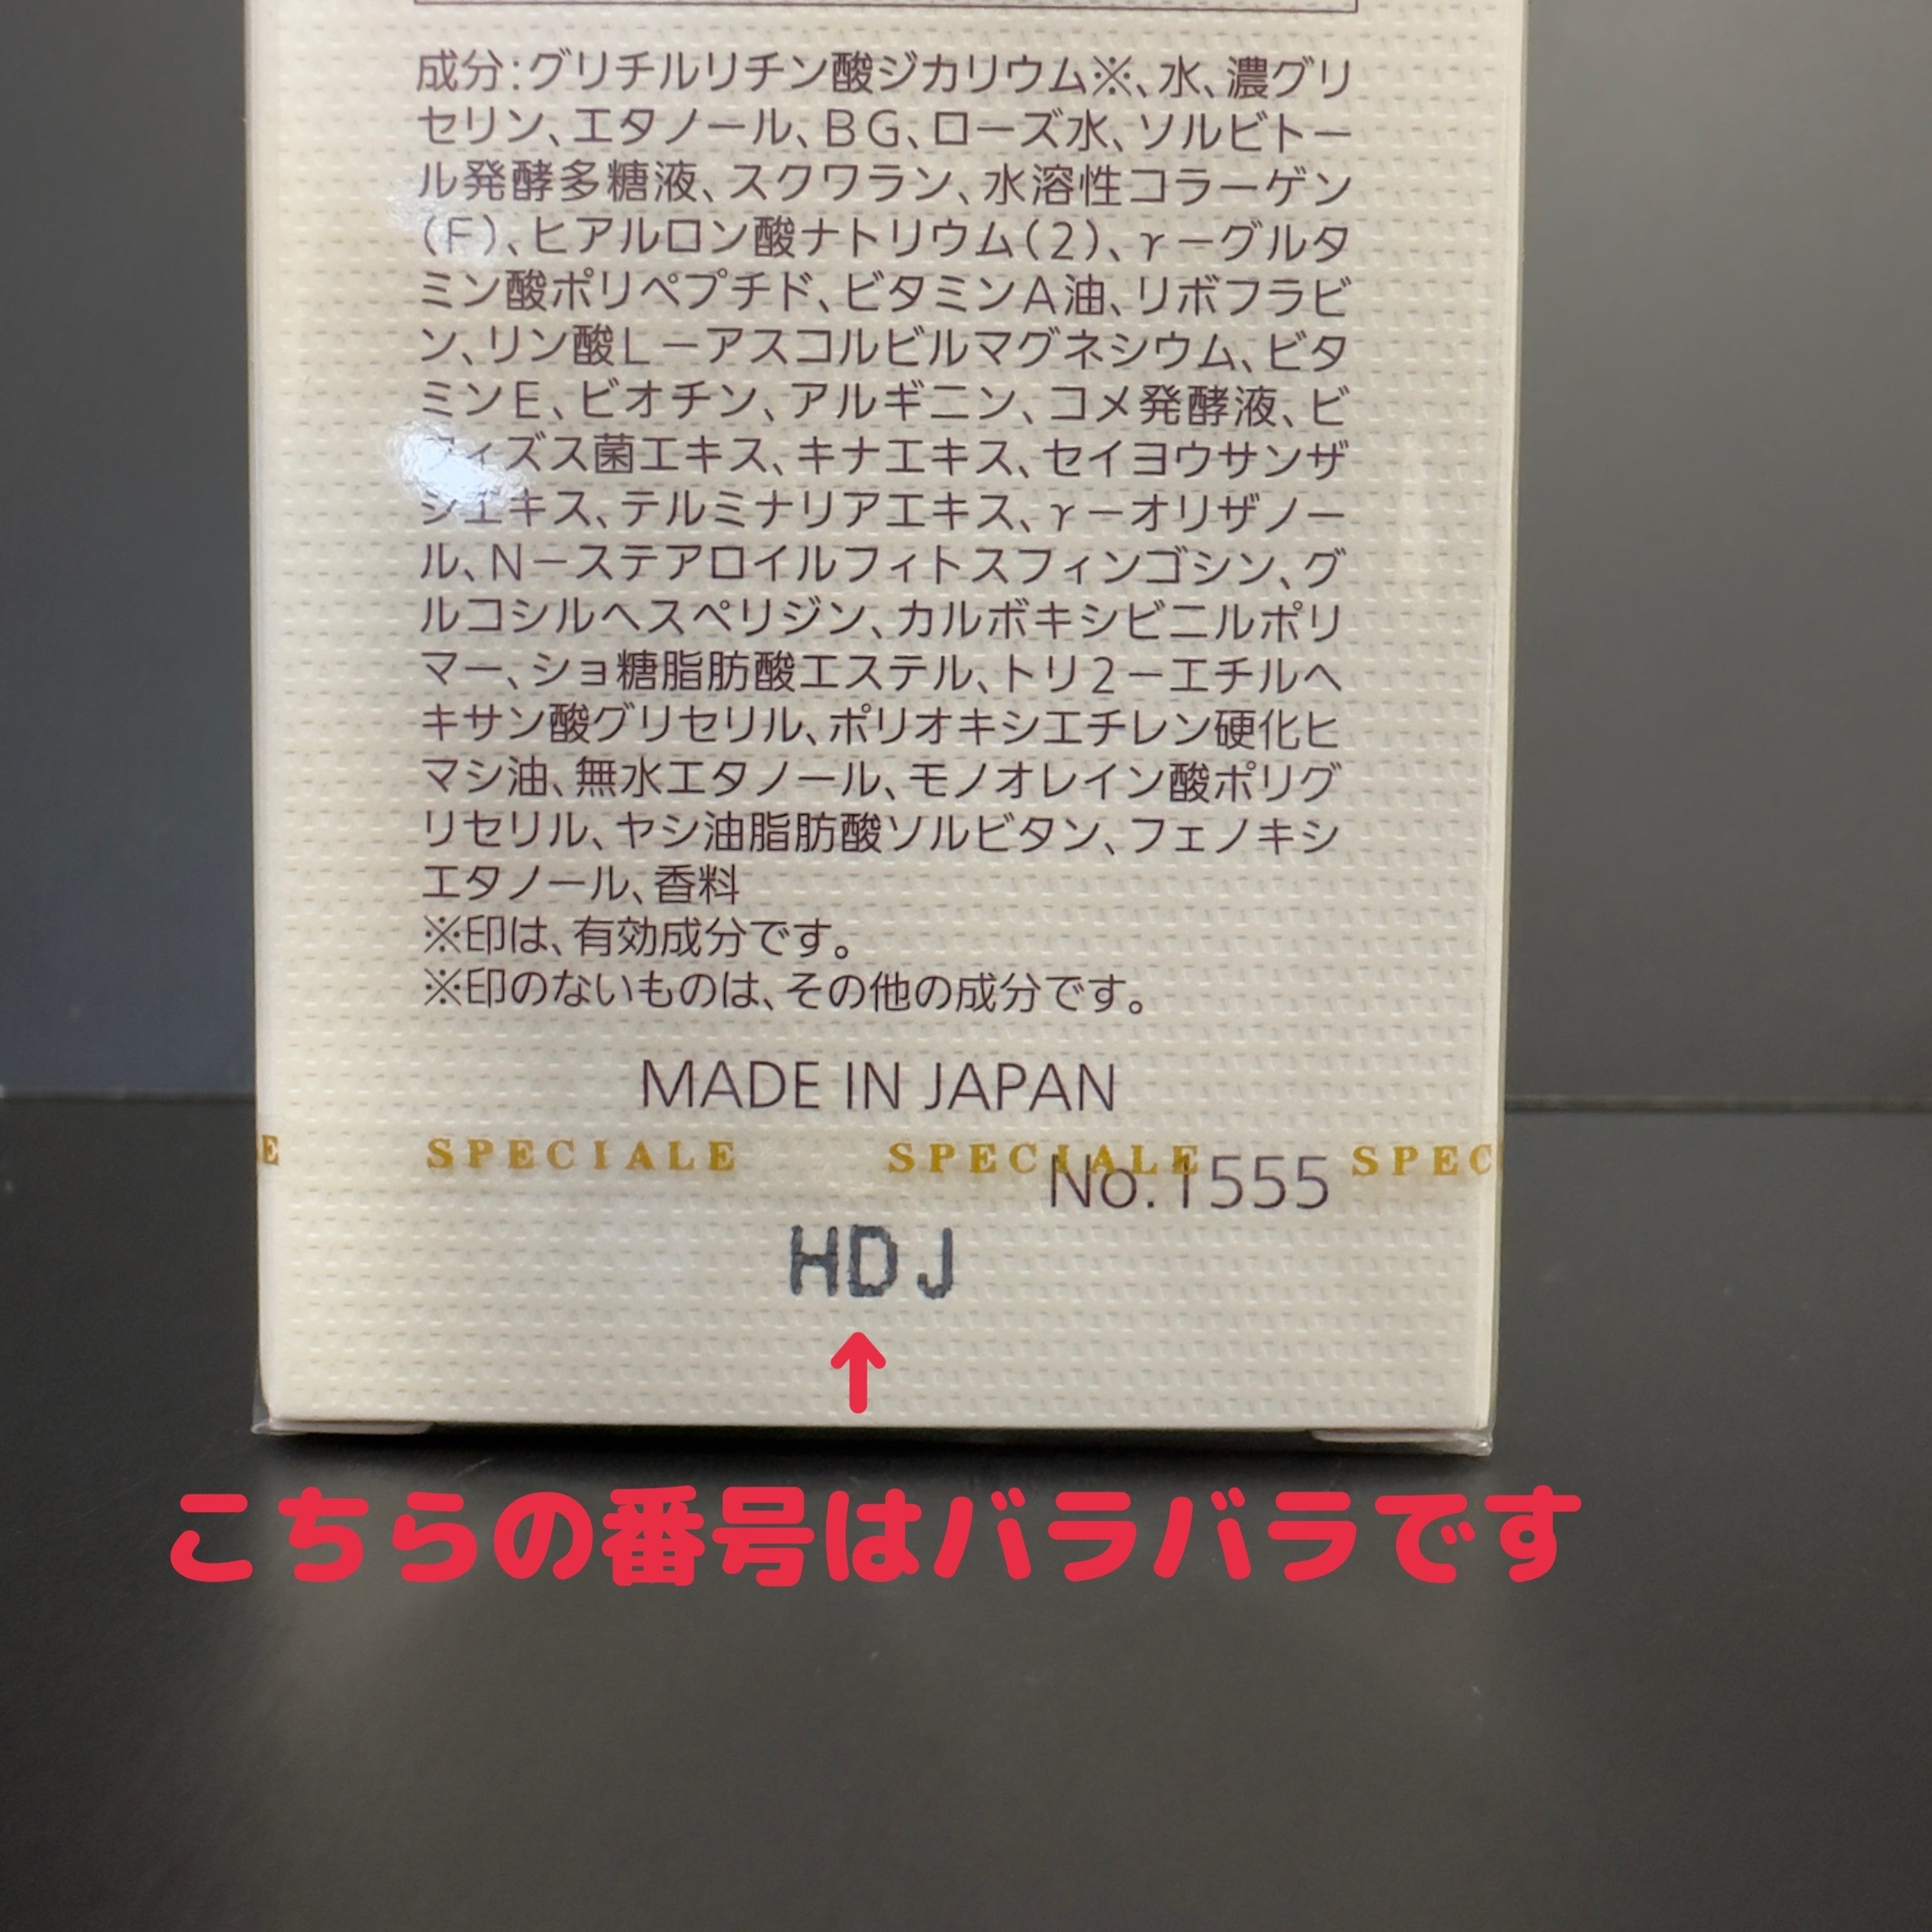 成分:グリチルリチン酸ジカリウム※、水、濃グリ
セリン、エタノール、BG、ローズ水、ソルビトー
ル発酵多糖液、スクワラン、水溶性コラーゲン
(F)、ヒアルロン酸ナトリウム(2)、γ－グルタ
ミン酸ポリペプチド、ビタミンA油、リボフラビ
ン、リン酸L－アスコルビルマグネシウム、ビタ
ミンE、ビオチン、アルギニン、コメ発酵液、ビ
フィズス菌エキス、キナエキス、セイヨウサンザ
シエキス、テルミナリアエキス、γ－オリザノー
ル、N－ステアロイルフィトスフィンゴシン、グ
ルコシルヘスペリジン、カルボキシビニルポリ
マー、ショ糖脂肪酸エステル、トリ2－エチルヘ
キサン酸グリセリル、ポリオキシエチレン硬化ヒ
マシ油、無水エタノール、モノオレイン酸ポリグ
リセリル、ヤシ油脂肪酸ソルビタン、フェノキシ
エタノール、香料
※印は、有効成分です。
※印のないものは、その他の成分です。
MADE IN JAPAN
E SPECIALE SPECIALE SPEC
No.1555
HDJ
↑
こちらの番号はバラバラです